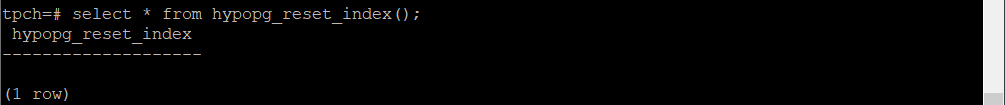 tpch=# select * from hypopg_reset_index();
 hypopg_reset_index
--------------------

(1 row)